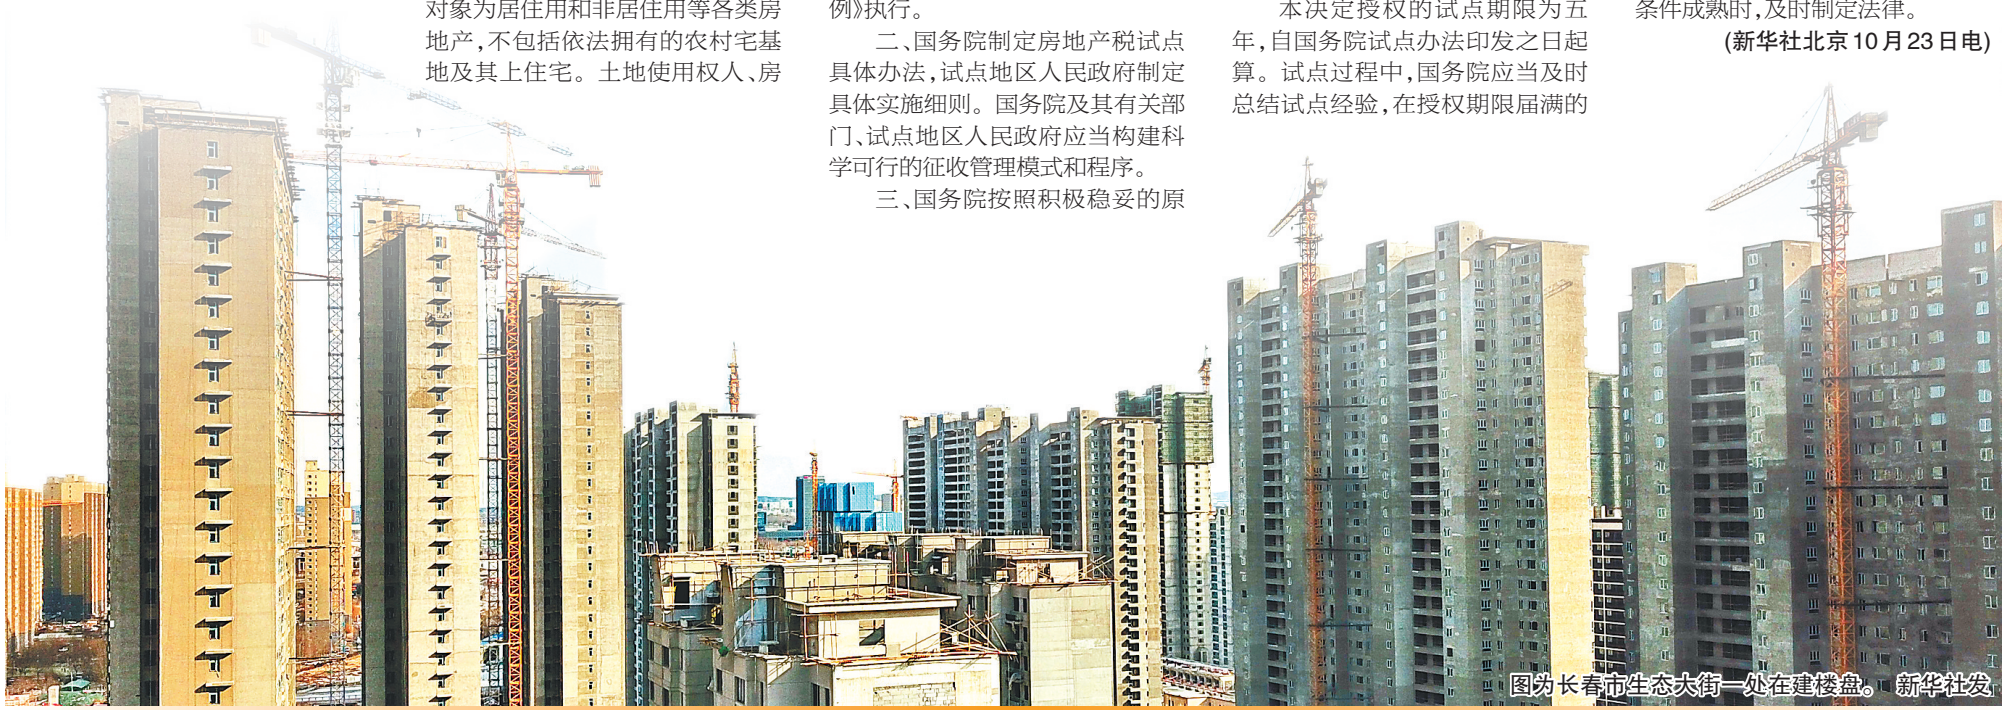 对象为居住用和非居住用等各类房
地产,不包括依法拥有的农村宅基
地及其上住宅。土地使用权人、房
例》执行。
二、国务院制定房地产税试点
具体办法,试点地区人民政府制定
具体实施细则。国务院及其有关部
门、试点地区人民政府应当构建科
学可行的征收管理模式和程序。
三、国务院按照积极稳妥的原
本决定授权的试点期限为五
年,自国务院试点办法印发之日起
算。试点过程中,国务院应当及时
总结试点经验,在授权期限届满的
条件成熟时,及时制定法律。
(新华社北京10月23日电)
图为长春市生态大街一处在建楼盘。 新华社发